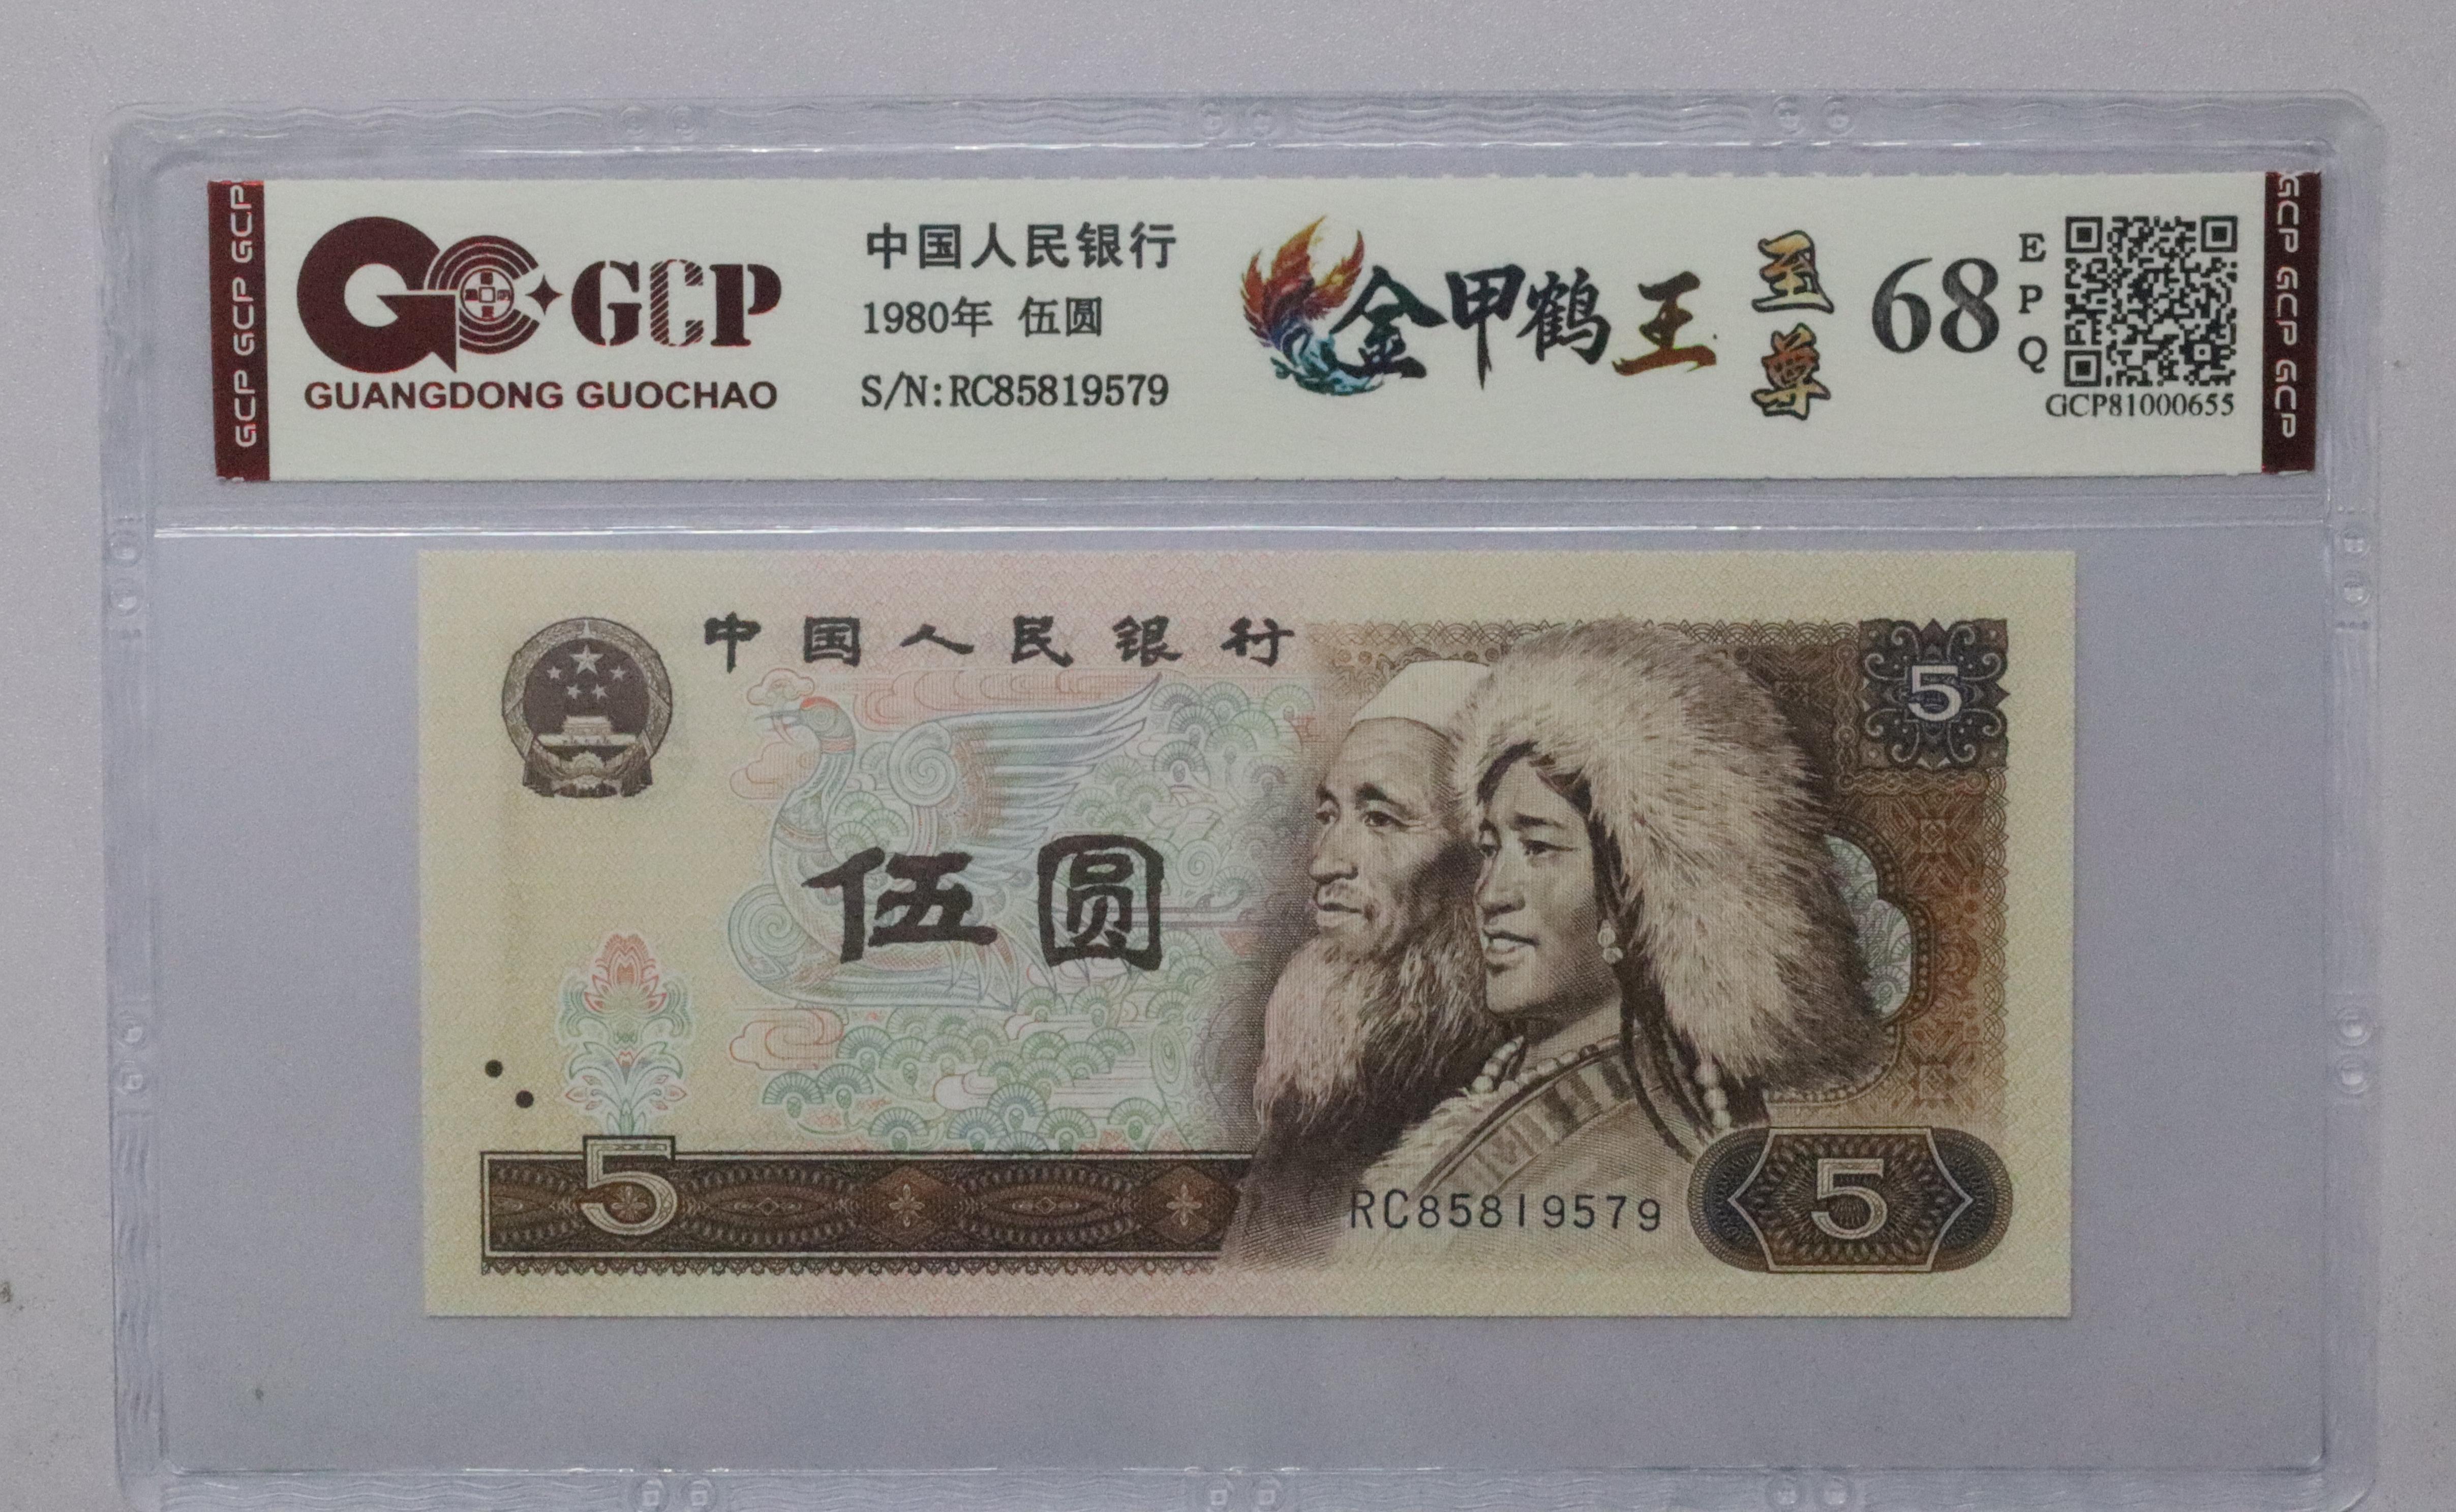 GCP GCP GCP
GCP
GUANGDONG GUOCHAO
中国人民银行
1980年 伍圆
S/N:RC85819579
金甲鹤王
至尊
68
EPQ
GCP81000655
GCP GCP GCP
中国人民银行
5
伍圆
5
RC85819579
5